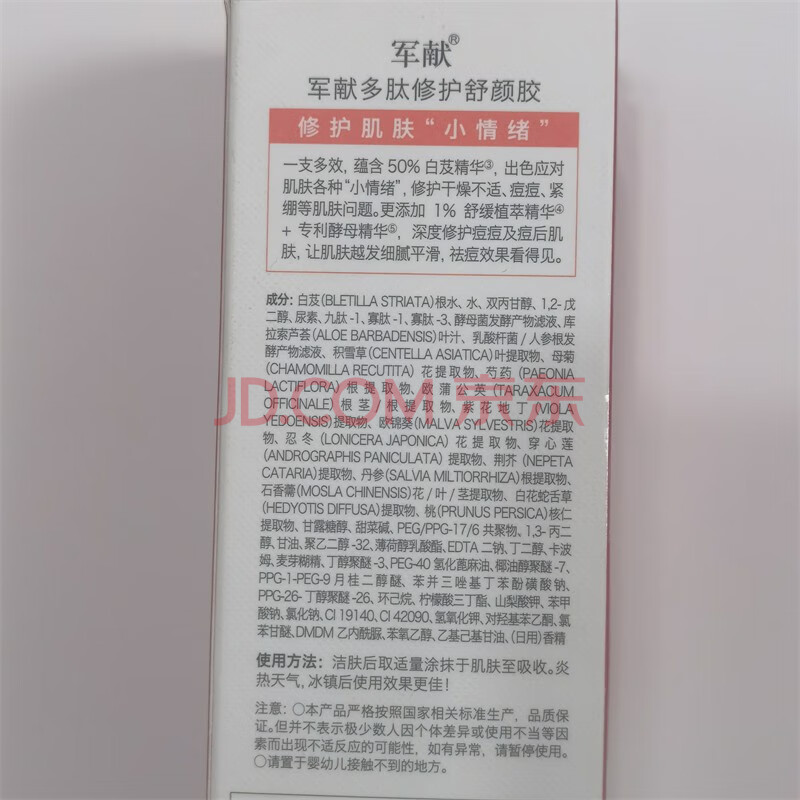 军献®
军献多肽修护舒颜胶
修护肌肤“小情绪”
一支多效，蕴含50%白芨精华③，出色应对
肌肤各种“小情绪”，修护干燥不适、痘痘、紧
绷等肌肤问题。更添加 1% 舒缓植萃精华④
+ 专利酵母精华⑤，深度修护痘痘及痘后肌
肤，让肌肤越发细腻平滑，祛痘效果看得见。
成分：白芨(BLETILLA STRIATA)根水、水、双丙甘醇、1,2-戊
二醇、尿素、九肽-1、寡肽-1、寡肽-3、酵母菌发酵产物滤液、库
拉索芦荟(ALOE BARBADENSIS)叶汁、乳酸杆菌/人参根发
酵产物滤液、积雪草(CENTELLA ASIATICA)叶提取物、母菊
(CHAMOMILLA RECUTITA) 花提取物、芍药 (PAEONIA
LACTIFLORA) 根提取物、欧蒲公英(TARAXACUM
OFFICINALE) 根茎/根提取物、紫花地丁(VIOLA
YEDOENSIS)提取物、欧锦葵(MALVA SYLVESTRIS)花提取
物、忍冬(LONICERA JAPONICA)花提取物、穿心莲
(ANDROGRAPHIS PANICULATA) 提取物、荆芥 (NEPETA
CATARIA)提取物、丹参(SALVIA MILTIORRHIZA)根提取物、
石香薷(MOSLA CHINENSIS)花/叶/茎提取物、白花蛇舌草
(HEDYOTIS DIFFUSA)提取物、桃(PRUNUS PERSICA)核仁
提取物、甘露糖醇、甜菜碱、PEG/PPG-17/6 共聚物、1,3-丙二
醇、甘油、聚乙二醇-32、薄荷醇乳酸酯、EDTA 二钠、丁二醇、卡波
姆、麦芽糊精、丁醇聚醚-3、PEG-40 氢化蓖麻油、椰油醇聚醚-7、
PPG-1-PEG-9 月桂二醇醚、苯并三唑基丁苯酚磺酸钠、
PPG-26-丁醇聚醚-26、环己烷、柠檬酸三丁酯、山梨酸钾、苯甲
酸钠、氯化钠、CI 19140、CI 42090、氢氧化钾、对羟基苯乙酮、氯
苯甘醚、DMDM 乙内酰脲、苯氧乙醇、乙基己基甘油、(日用)香精
使用方法：洁肤后取适量涂抹于肌肤至吸收。炎
热天气，冰镇后使用效果更佳！
注意：○本产品严格按照国家相关标准生产，品质保
证。但并不表示极少数人因个体差异或使用不当等因
素而出现不适反应的可能性，如有异常，请暂停使用。
○请置于婴幼儿接触不到的地方。
JD.COM 京东